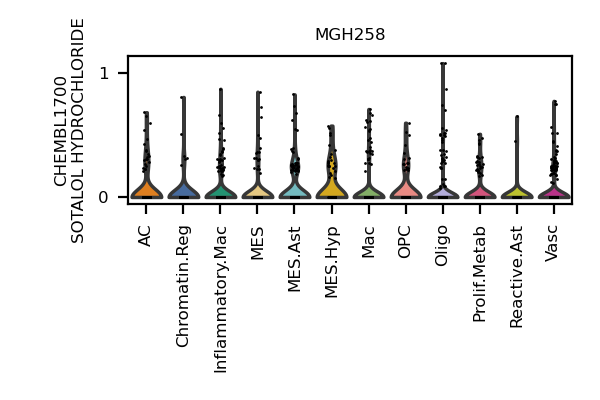 MGH258
CHEMBL1700
SOTALOL HYDROCHLORIDE
1
0
AC
Chromatin.Reg
Inflammatory.Mac
MES
MES.Ast
MES.Hyp
Mac
OPC
Oligo
Prolif.Metab
Reactive.Ast
Vasc